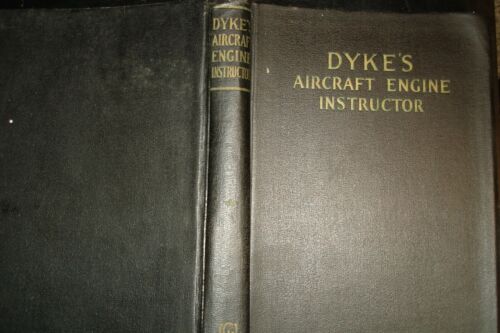 DYKE'S
AIRCRAFT
ENGINE
INSTRUCTOR
DYKE'S
AIRCRAFT ENGINE
INSTRUCTOR